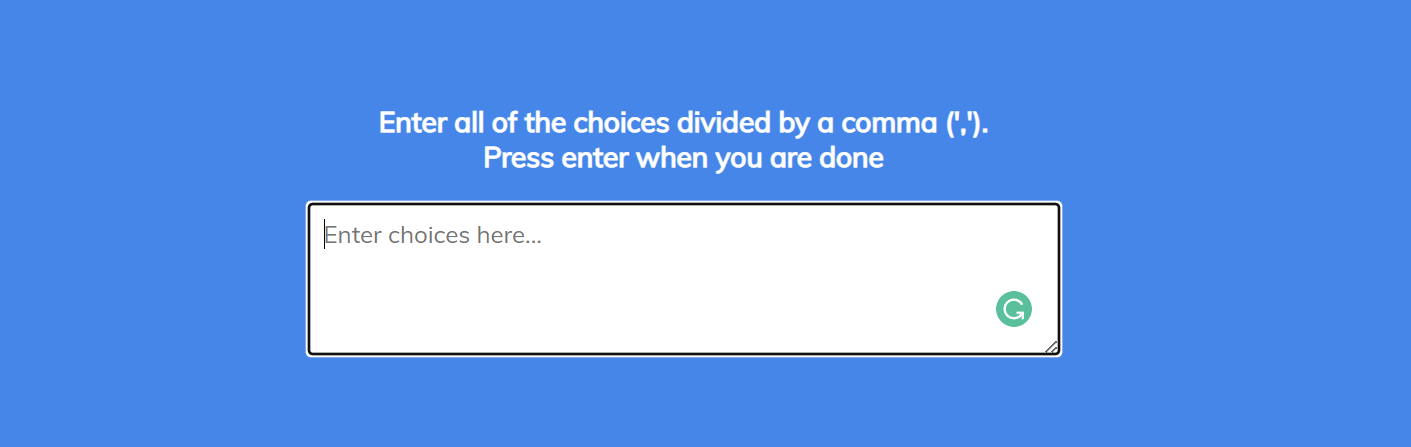 Enter all of the choices divided by a comma (',').
Press enter when you are done
Enter choices here...